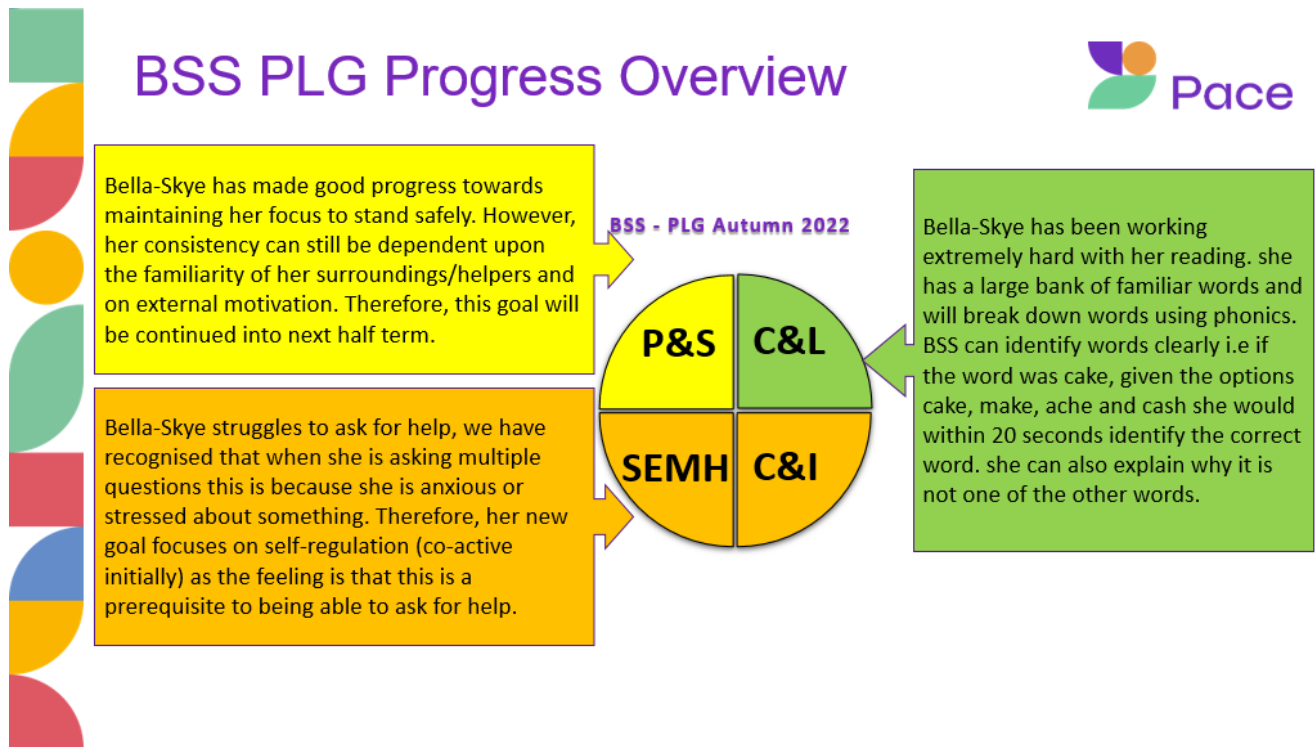 BSS PLG Progress Overview
Pace
Bella-Skye has made good progress towards
maintaining her focus to stand safely. However,
her consistency can still be dependent upon
the familiarity of her surroundings/helpers and
on external motivation. Therefore, this goal will
be continued into next half term.
BSS - PLG Autumn 2022
P&S
C&L
SEMH
C&I
Bella-Skye has been working
extremely hard with her reading. she
has a large bank of familiar words and
will break down words using phonics.
BSS can identify words clearly i.e if
the word was cake, given the options
cake, make, ache and cash she would
within 20 seconds identify the correct
word. she can also explain why it is
not one of the other words.
Bella-Skye struggles to ask for help, we have
recognised that when she is asking multiple
questions this is because she is anxious or
stressed about something. Therefore, her new
goal focuses on self-regulation (co-active
initially) as the feeling is that this is a
prerequisite to being able to ask for help.